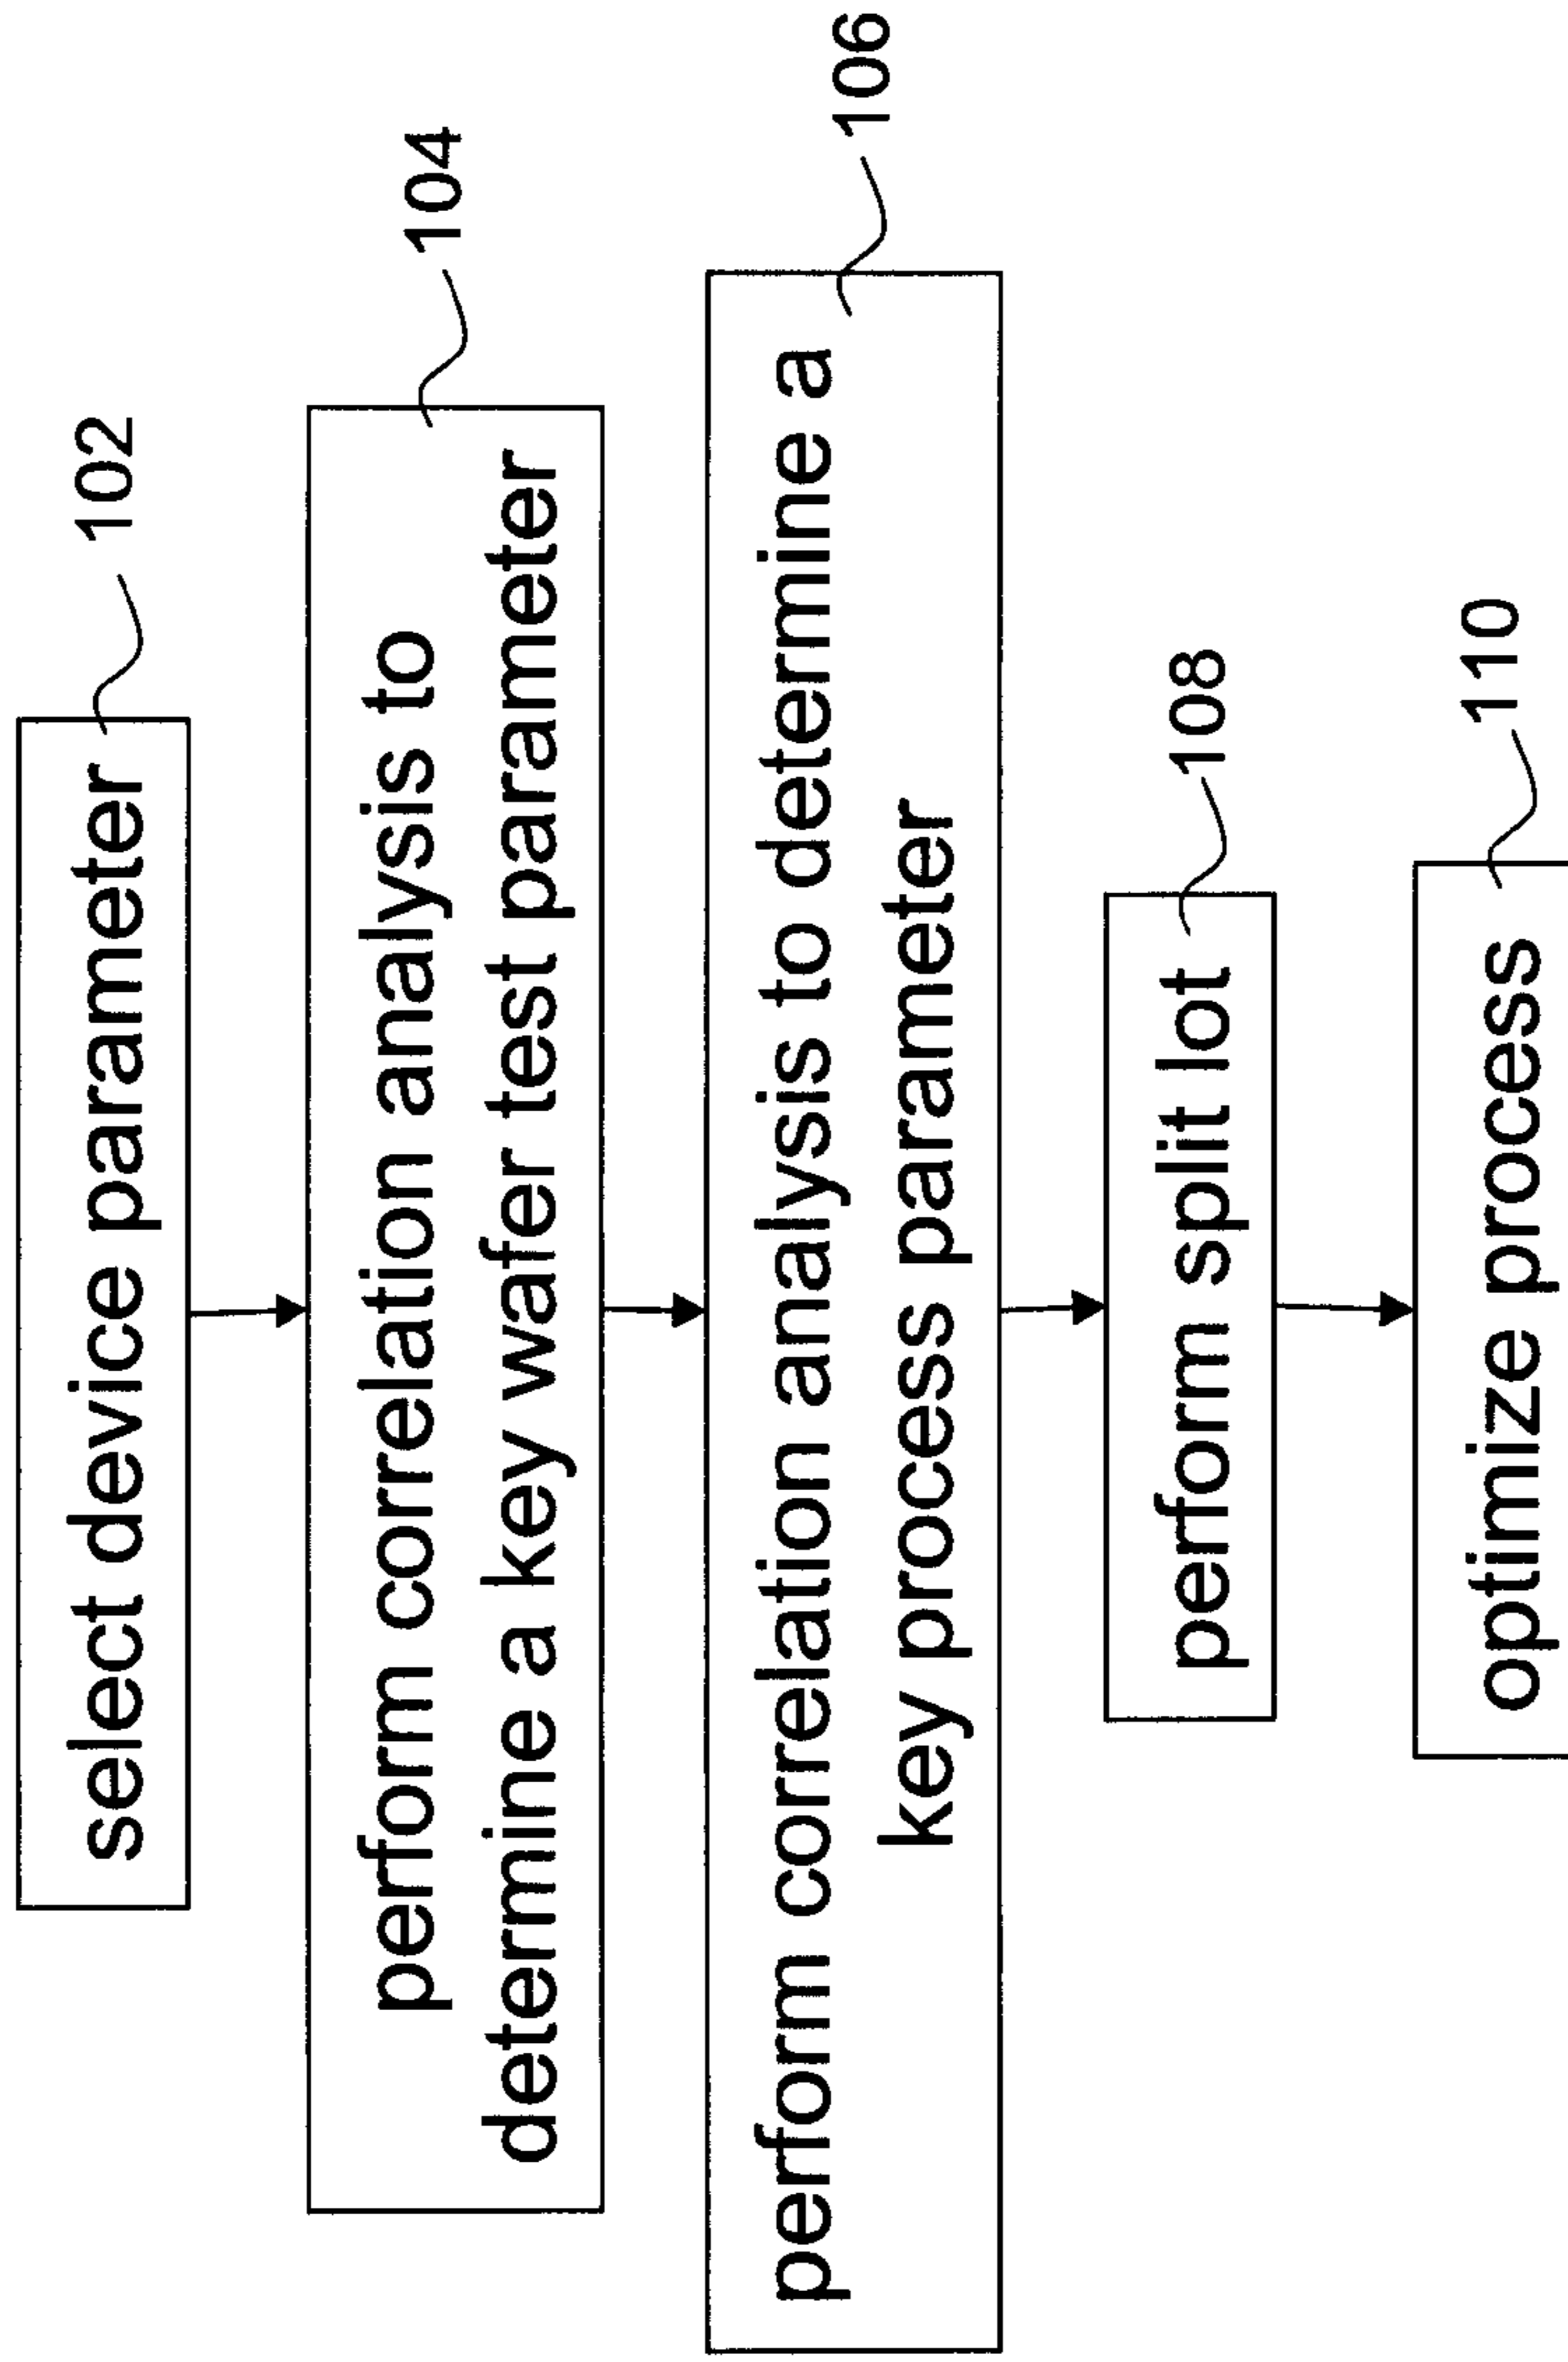 select device parameter
102
perform correlation analysis to
determine a key wafer test parameter
104
perform correlation analysis to determine a
key process parameter
106
perform split lot
108
optimize process
110